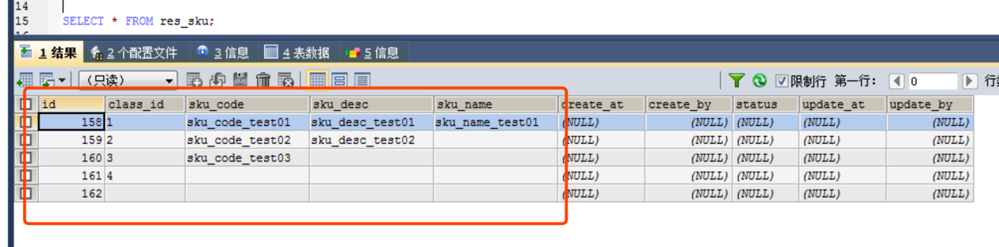 14
15 SELECT * FROM res_sku;
1 结果 2 个配置文件 3 信息 4 表数据 5 信息
(只读) 限制行 第一行: 0
id class_id sku_code sku_desc sku_name create_at create_by status update_at update_by
158 1 sku_code_test01 sku_desc_test01 sku_name_test01 (NULL) (NULL) (NULL) (NULL) (NULL)
159 2 sku_code_test02 sku_desc_test02 (NULL) (NULL) (NULL) (NULL) (NULL)
160 3 sku_code_test03 (NULL) (NULL) (NULL) (NULL) (NULL)
161 4 (NULL) (NULL) (NULL) (NULL) (NULL)
162 (NULL) (NULL) (NULL) (NULL) (NULL)